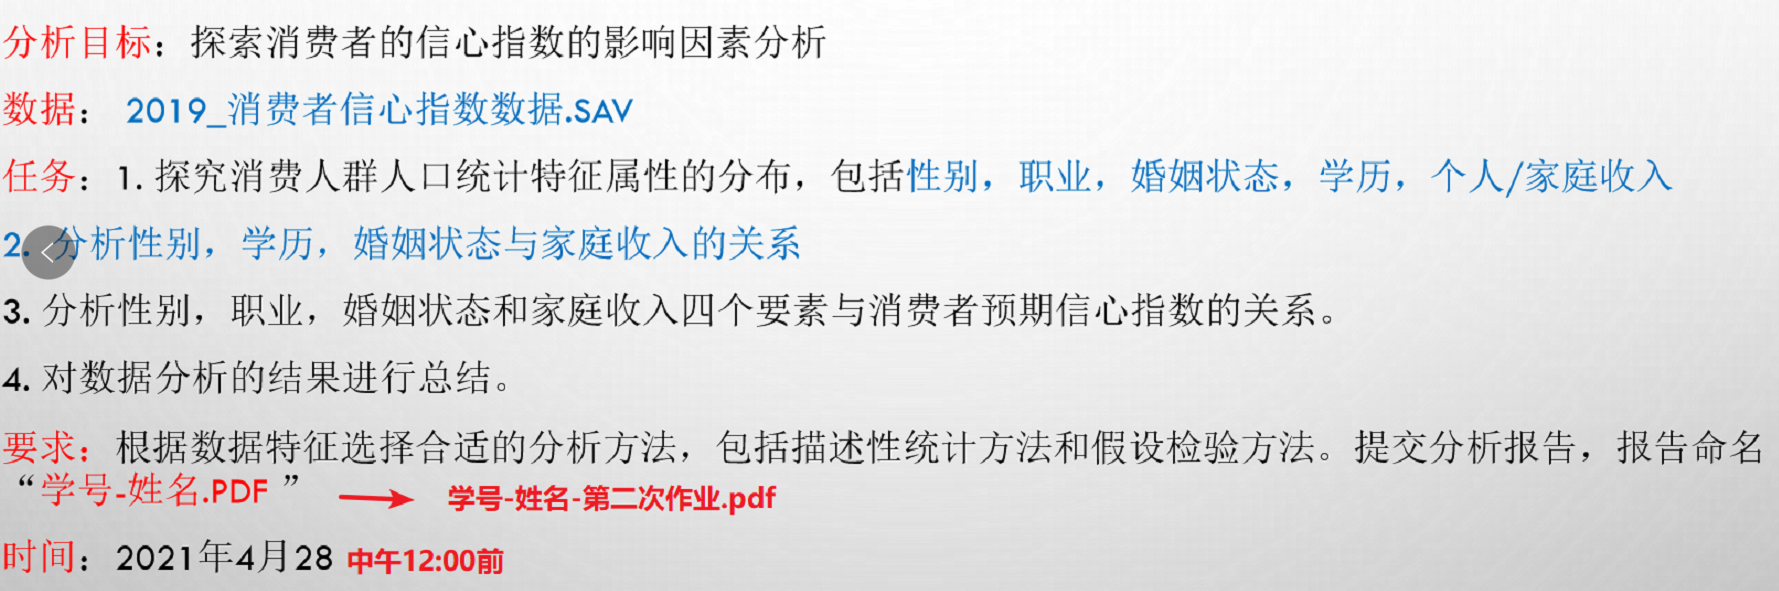 分析目标：探索消费者的信心指数的影响因素分析
数据： 2019_消费者信心指数数据.SAV
任务：1. 探究消费人群人口统计特征属性的分布，包括性别，职业，婚姻状态，学历，个人/家庭收入
2. 分析性别，学历，婚姻状态与家庭收入的关系
3. 分析性别，职业，婚姻状态和家庭收入四个要素与消费者预期信心指数的关系。
4. 对数据分析的结果进行总结。
要求：根据数据特征选择合适的分析方法，包括描述性统计方法和假设检验方法。提交分析报告，报告命名
“学号-姓名.PDF ” 学号-姓名-第二次作业.pdf
时间：2021年4月28 中午12:00前